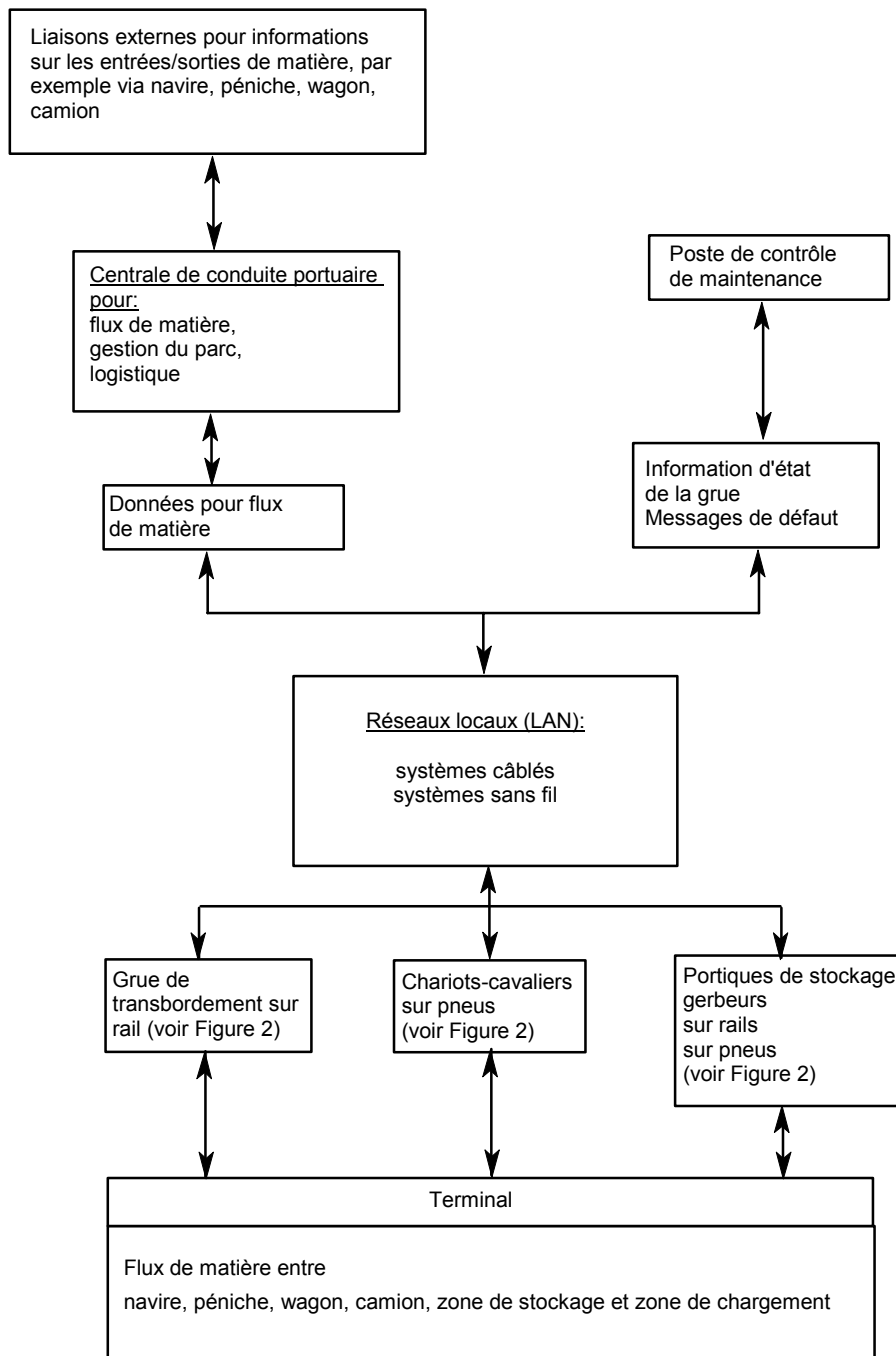 Liaisons externes pour informations
sur les entrées/sorties de matière, par
exemple via navire, péniche, wagon,
camion
Centrale de conduite portuaire
pour:
flux de matière,
gestion du parc,
logistique
Poste de contrôle
de maintenance
Données pour flux
de matière
Information d'état
de la grue
Messages de défaut
Réseaux locaux (LAN):
systèmes câblés
systèmes sans fil
Grue de
transbordement sur
rail (voir Figure 2)
Chariots-cavaliers
sur pneus
(voir Figure 2)
Portiques de stockage
gerbeurs
sur rails
sur pneus
(voir Figure 2)
Terminal
Flux de matière entre
navire, péniche, wagon, camion, zone de stockage et zone de chargement